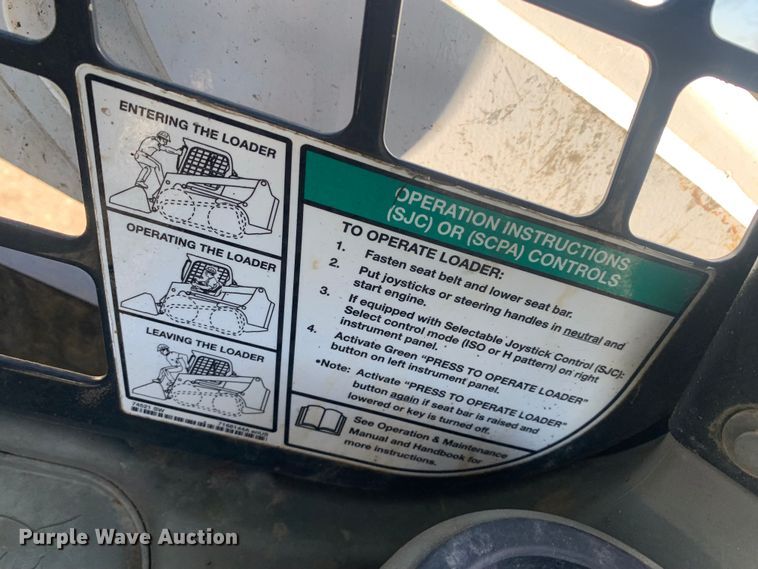 ENTERING THE LOADER
OPERATING THE LOADER
LEAVING THE LOADER
OPERATION INSTRUCTIONS
(SJC) OR (SCPA) CONTROLS
TO OPERATE LOADER:
1. Fasten seat belt and lower seat bar.
2. Put joysticks or steering handles in neutral and
start engine.
3. If equipped with Selectable Joystick Control (SJC):
Select control mode (ISO or H pattern) on right
instrument panel.
4. Activate Green "PRESS TO OPERATE LOADER"
button on left instrument panel.
*Note: Activate "PRESS TO OPERATE LOADER"
button again if seat bar is raised and
lowered or key is turned off.
See Operation & Maintenance
Manual and Handbook for
more instructions.
Purple Wave Auction